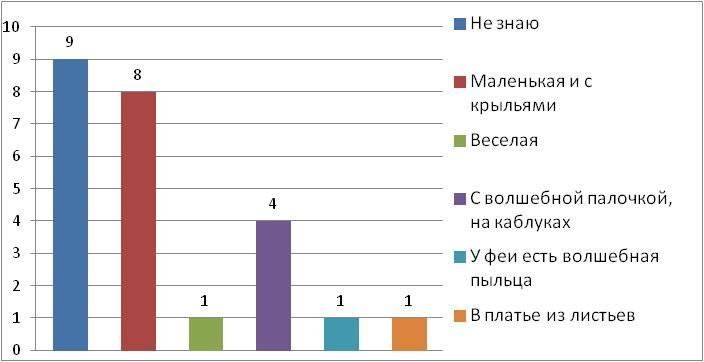 10
9
8
7
6
5
4
3
2
1
0
9
8
1
4
1
1
Не знаю
Маленькая и с
крыльями
Веселая
С волшебной палочкой,
на каблуках
У феи есть волшебная
пыльца
В платье из листьев